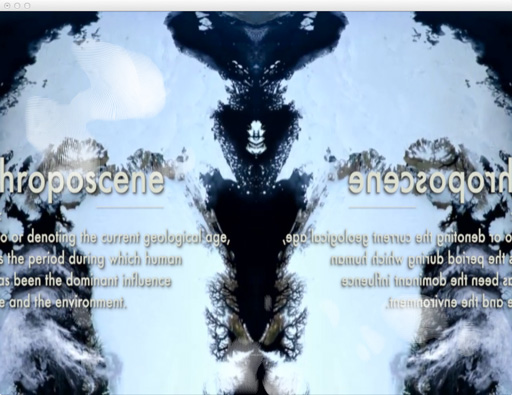 hroposcene
o or denoting the current geological age,
s the period during which human
as been the dominant influence
e and the environment.